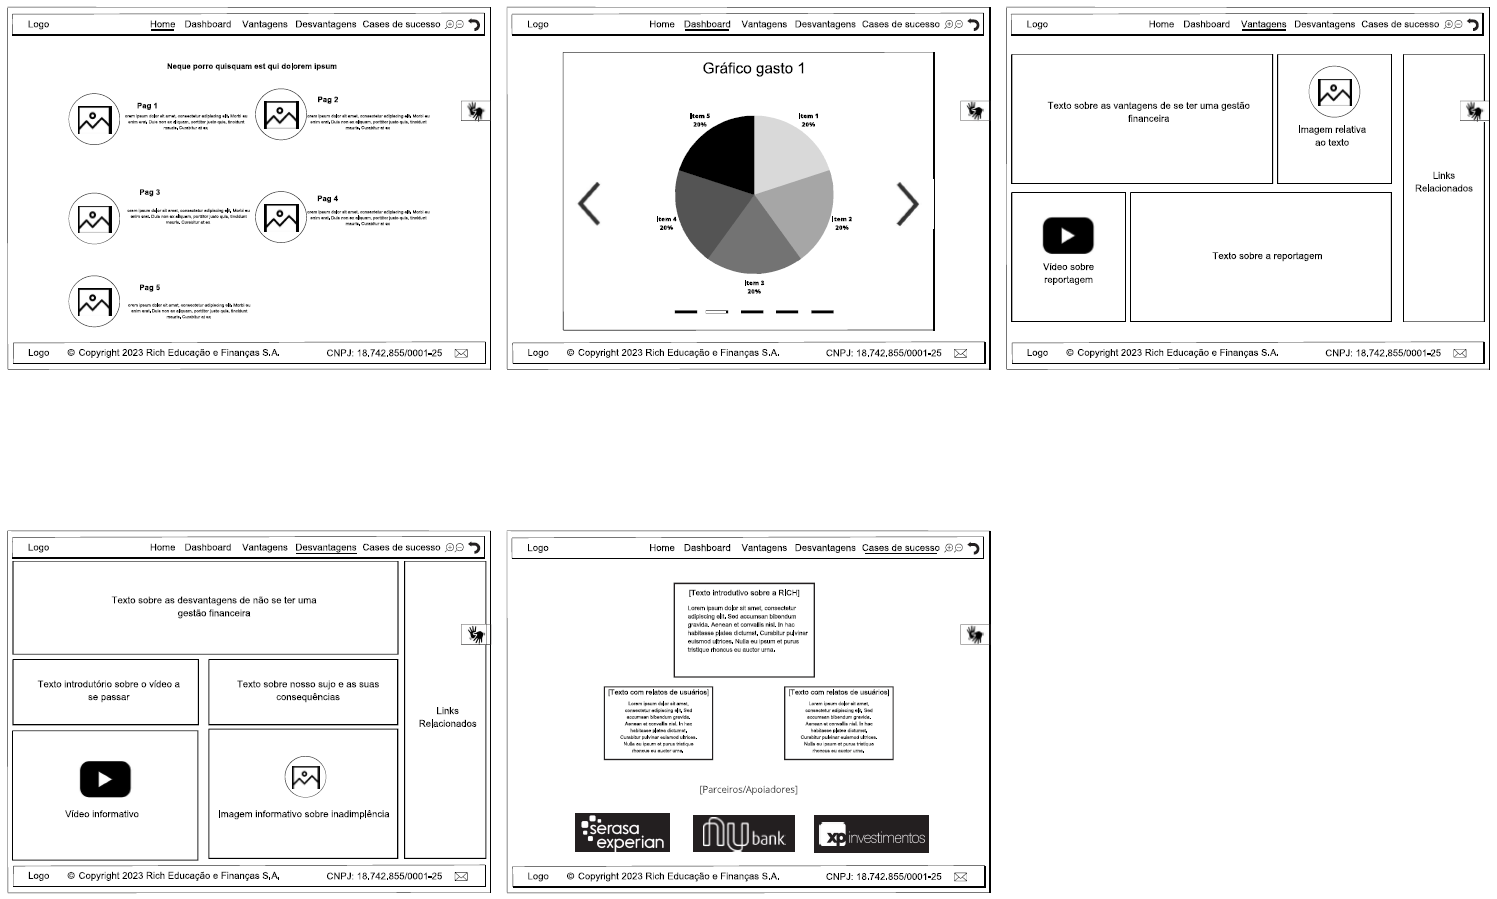 Logo Home Dashboard Vantagens Desvantagens Cases de sucesso
Neque porro quisquam est qui dolorem ipsum
Pag 1
orem ipsum dolor sit amet, consectetur adipiscing elit. Morbi eu
enim erat. Duis non ex aliquam, porttitor justo quis, tincidunt
mauris. Curabitur at ex
Pag 2
orem ipsum dolor sit amet, consectetur adipiscing elit. Morbi eu
enim erat. Duis non ex aliquam, porttitor justo quis, tincidunt
mauris. Curabitur at ex
Pag 3
orem ipsum dolor sit amet, consectetur adipiscing elit. Morbi eu
enim erat. Duis non ex aliquam, porttitor justo quis, tincidunt
mauris. Curabitur at ex
Pag 4
orem ipsum dolor sit amet, consectetur adipiscing elit. Morbi eu
enim erat. Duis non ex aliquam, porttitor justo quis, tincidunt
mauris. Curabitur at ex
Pag 5
orem ipsum dolor sit amet, consectetur adipiscing elit. Morbi eu
enim erat. Duis non ex aliquam, porttitor justo quis, tincidunt
mauris. Curabitur at ex
Logo © Copyright 2023 Rich Educação e Finanças S.A. CNPJ: 18.742.855/0001-25
Logo Home Dashboard Vantagens Desvantagens Cases de sucesso
Gráfico gasto 1
Item 5
20%
Item 1
20%
Item 4
20%
Item 2
20%
Item 3
20%
Logo © Copyright 2023 Rich Educação e Finanças S.A. CNPJ: 18.742.855/0001-25
Logo Home Dashboard Vantagens Desvantagens Cases de sucesso
Texto sobre as vantagens de se ter uma gestão
financeira
Imagem relativa
ao texto
Links
Relacionados
Vídeo sobre
reportagem
Texto sobre a reportagem
Logo © Copyright 2023 Rich Educação e Finanças S.A. CNPJ: 18.742.855/0001-25
Logo Home Dashboard Vantagens Desvantagens Cases de sucesso
Texto sobre as desvantagens de não se ter uma
gestão financeira
Texto introdutório sobre o vídeo a
se passar
Texto sobre nosso sujo e as suas
consequências
Links
Relacionados
Vídeo informativo
Imagem informativo sobre inadimplência
Logo © Copyright 2023 Rich Educação e Finanças S.A. CNPJ: 18.742.855/0001-25
Logo Home Dashboard Vantagens Desvantagens Cases de sucesso
[Texto introdutivo sobre a RICH]
Lorem ipsum dolor sit amet, consectetur
adipiscing elit. Sed accumsan bibendum
gravida. Aenean et convallis nisl. In hac
habitasse platea dictumst. Curabitur pulvinar
euismod ultrices. Nulla eu ipsum et purus
tristique rhoncus eu auctor urna.
[Texto com relatos de usuários]
Lorem ipsum dolor sit amet,
consectetur adipiscing elit. Sed
accumsan bibendum gravida.
Aenean et convallis nisl. In hac
habitasse platea dictumst.
Curabitur pulvinar euismod ultrices.
Nulla eu ipsum et purus tristique
rhoncus eu auctor urna.
[Texto com relatos de usuários]
Lorem ipsum dolor sit amet,
consectetur adipiscing elit. Sed
accumsan bibendum gravida.
Aenean et convallis nisl. In hac
habitasse platea dictumst.
Curabitur pulvinar euismod ultrices.
Nulla eu ipsum et purus tristique
rhoncus eu auctor urna.
[Parceiros/Apoiadores]
serasa
experian
nu bank
xp investimentos
Logo © Copyright 2023 Rich Educação e Finanças S.A. CNPJ: 18.742.855/0001-25